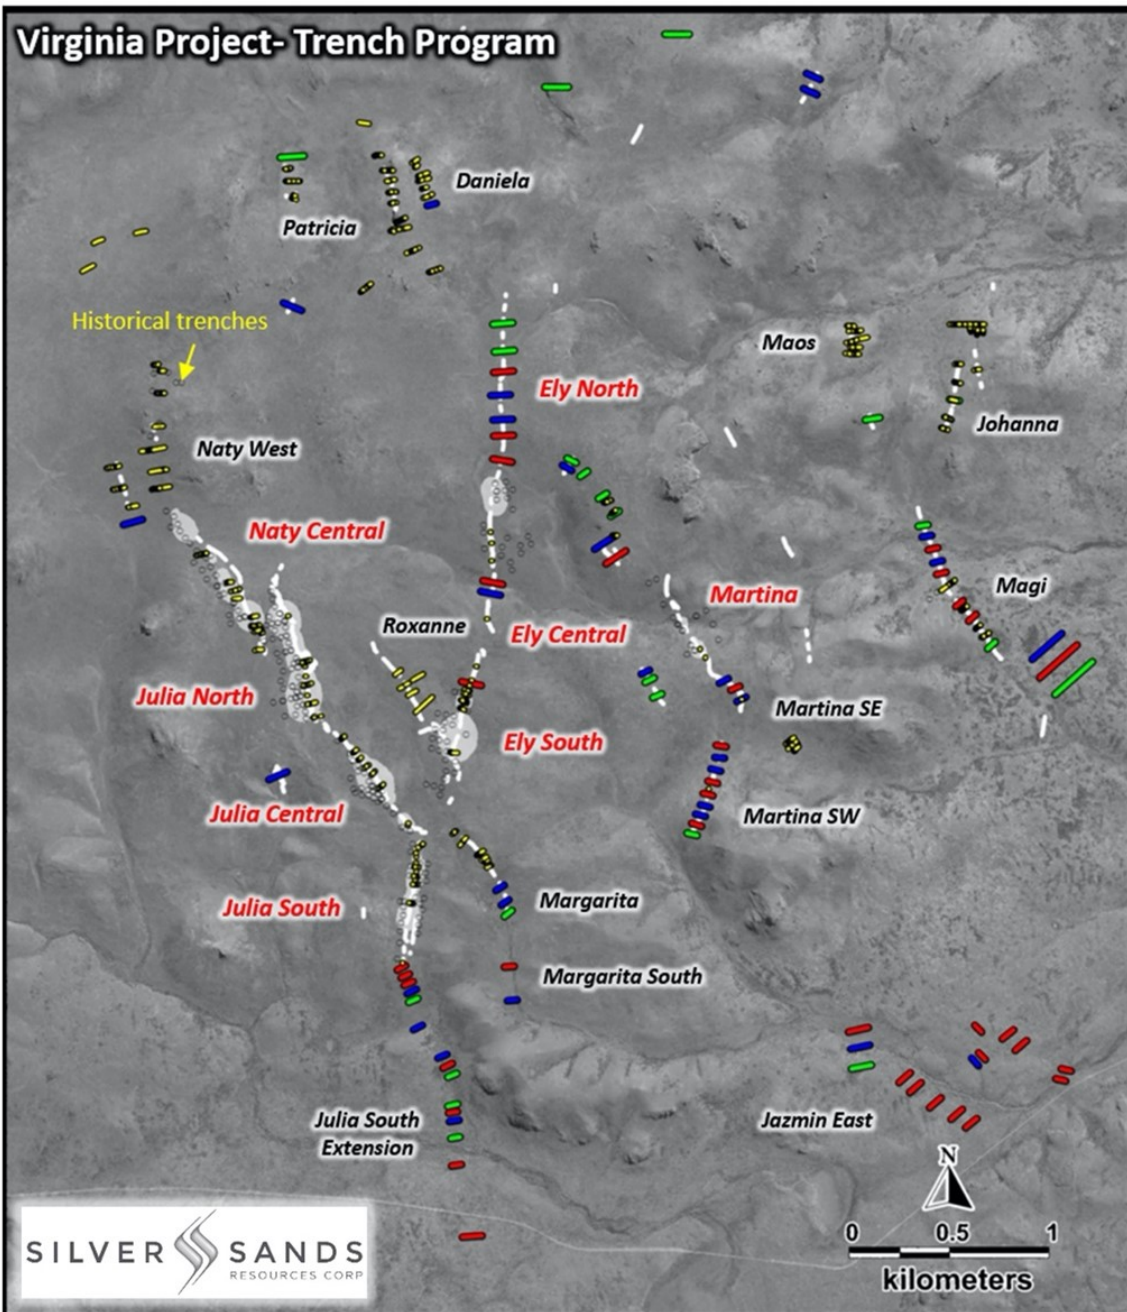 Virginia Project- Trench Program
Daniela
Patricia
Historical trenches
Maos
Ely North
Johanna
Naty West
Naty Central
Magi
Martina
Roxanne
Ely Central
Julia North
Martina SE
Ely South
Julia Central
Martina SW
Margarita
Julia South
Margarita South
Julia South
Extension
Jazmin East
N
0 0.5 1
kilometers
SILVER SANDS
RESOURCES CORP